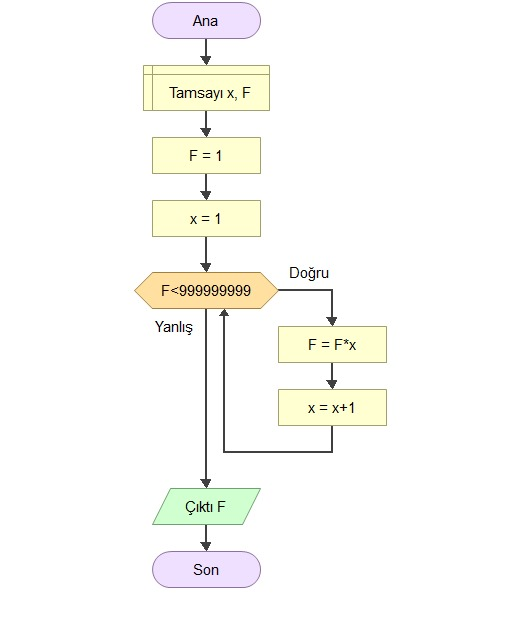 Ana
Tamsayı x, F
F = 1
x = 1
F<999999999
Doğru
Yanlış
F = F*x
x = x+1
Çıktı F
Son